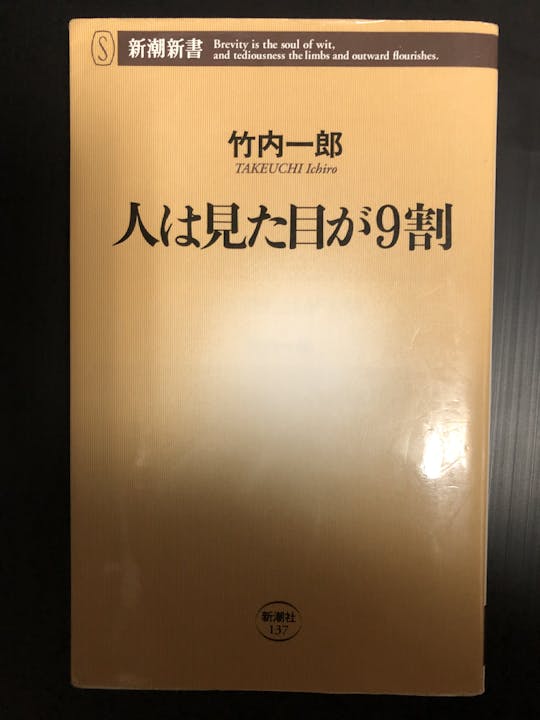 S
新潮新書
Brevity is the soul of wit,
and tediousness the limbs and outward flourishes.
竹内一郎
TAKEUCHI Ichiro
人は見た目が9割
新潮社
137